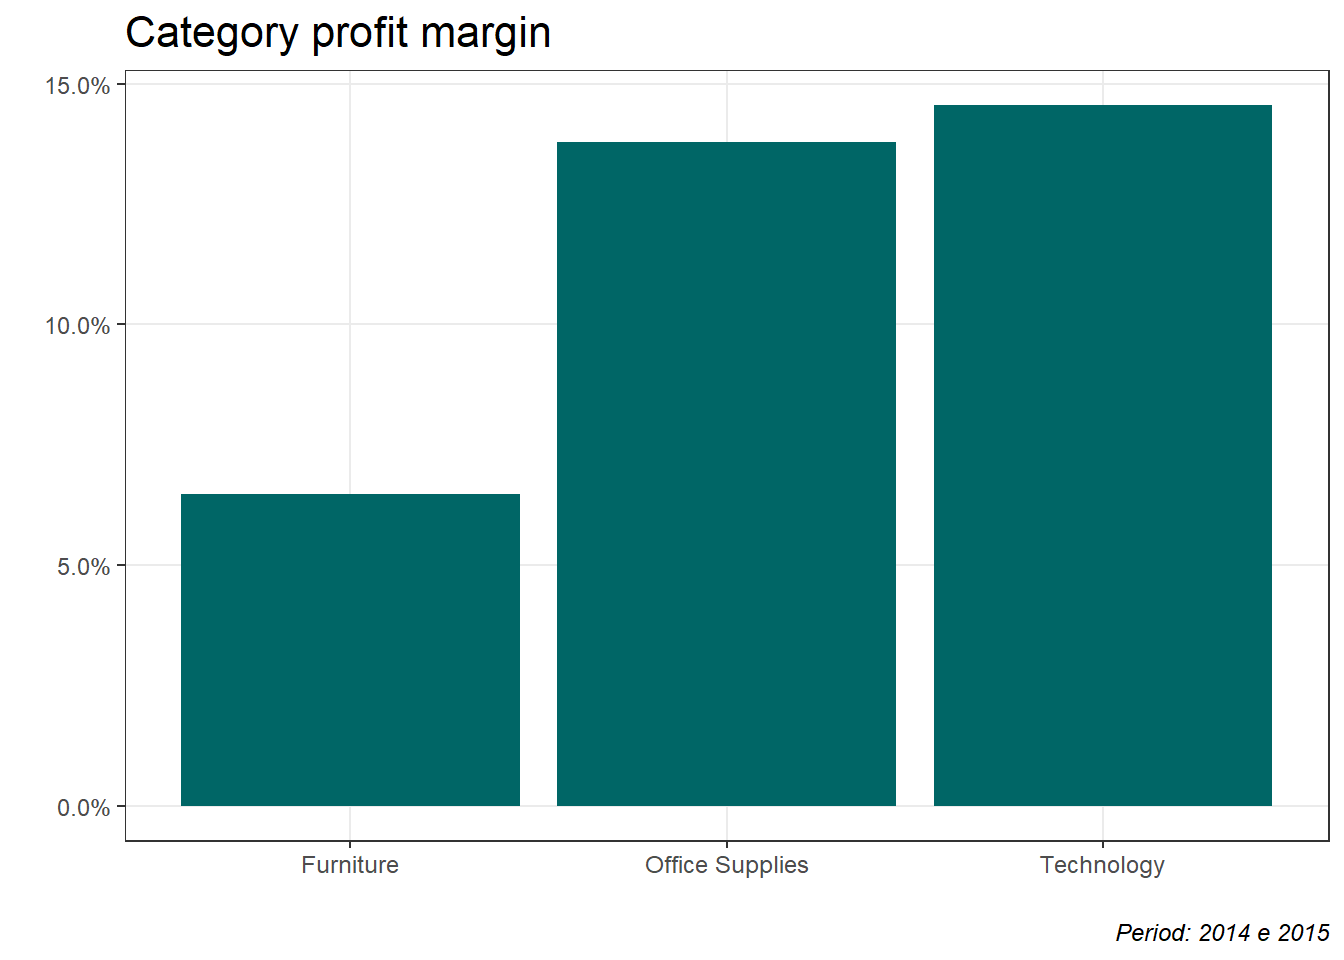 Category profit margin
15.0%
10.0%
5.0%
0.0%
Furniture
Office Supplies
Technology
Period: 2014 e 2015